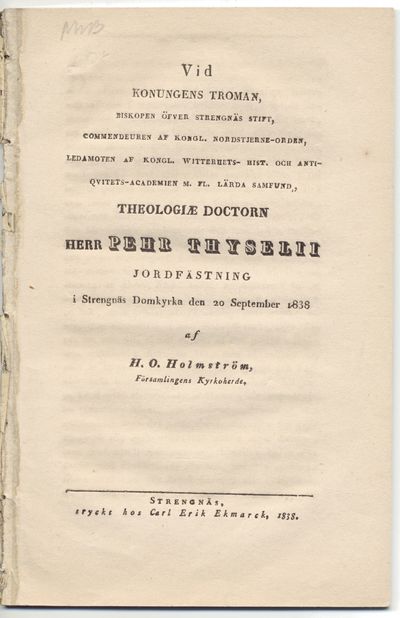 Vid
KONUNGENS TROMAN,
BISKOPEN ÖFVER STRENGNÄS STIFT,
COMMENDEUREN AF KONGL. NORDSTJERNE-ORDEN,
LEDAMOTEN AF KONGL. WITTERHETS- HIST. OCH ANTI-
QVITETS-ACADEMIEN M. FL. LÄRDA SAMFUND,
THEOLOGIÆ DOCTORN
HERR PEHR THYSELII
JORDFÄSTNING
i Strengnäs Domkyrka den 20 September 1838
af
H. O. Holmström,
Församlingens Kyrkoherde.
STRENGNÄS,
tryckt hos Carl Erik Ekmarck, 1838.